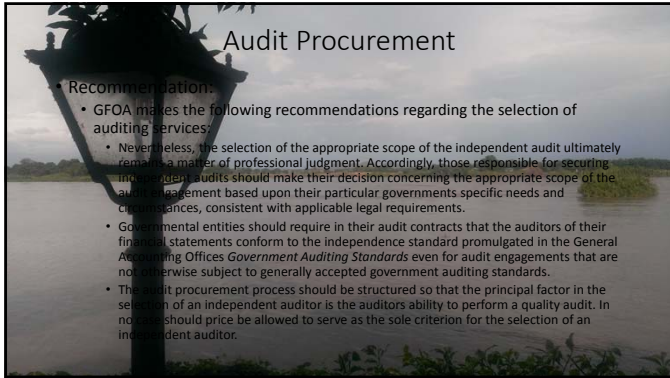 Audit Procurement
• Recommendation:
• GFOA makes the following recommendations regarding the selection of
auditing services:
• Nevertheless, the selection of the appropriate scope of the independent audit ultimately
remains a matter of professional judgment. Accordingly, those responsible for securing
independent audits should make their decision concerning the appropriate scope of the
audit engagement based upon their particular governments specific needs and
circumstances, consistent with applicable legal requirements.
• Governmental entities should require in their audit contracts that the auditors of their
financial statements conform to the independence standard promulgated in the General
Accounting Offices Government Auditing Standards even for audit engagements that are
not otherwise subject to generally accepted government auditing standards.
• The audit procurement process should be structured so that the principal factor in the
selection of an independent auditor is the auditors ability to perform a quality audit. In
no case should price be allowed to serve as the sole criterion for the selection of an
independent auditor.